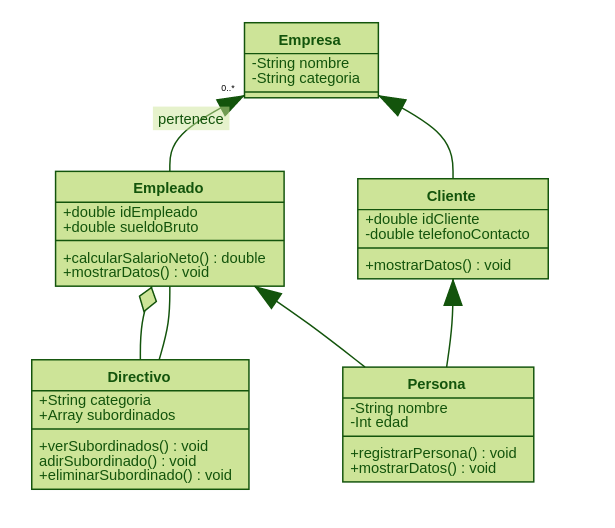 Empresa
-String nombre
-String categoria
0..*
pertenece
Empleado
+double idEmpleado
+double sueldoBruto
+calcularSalarioNeto() : double
+mostrarDatos() : void
Cliente
+double idCliente
-double telefonoContacto
+mostrarDatos() : void
Directivo
+String categoria
+Array subordinados
+verSubordinados() : void
adirSubordinado() : void
+eliminarSubordinado() : void
Persona
-String nombre
-Int edad
+registrarPersona() : void
+mostrarDatos() : void